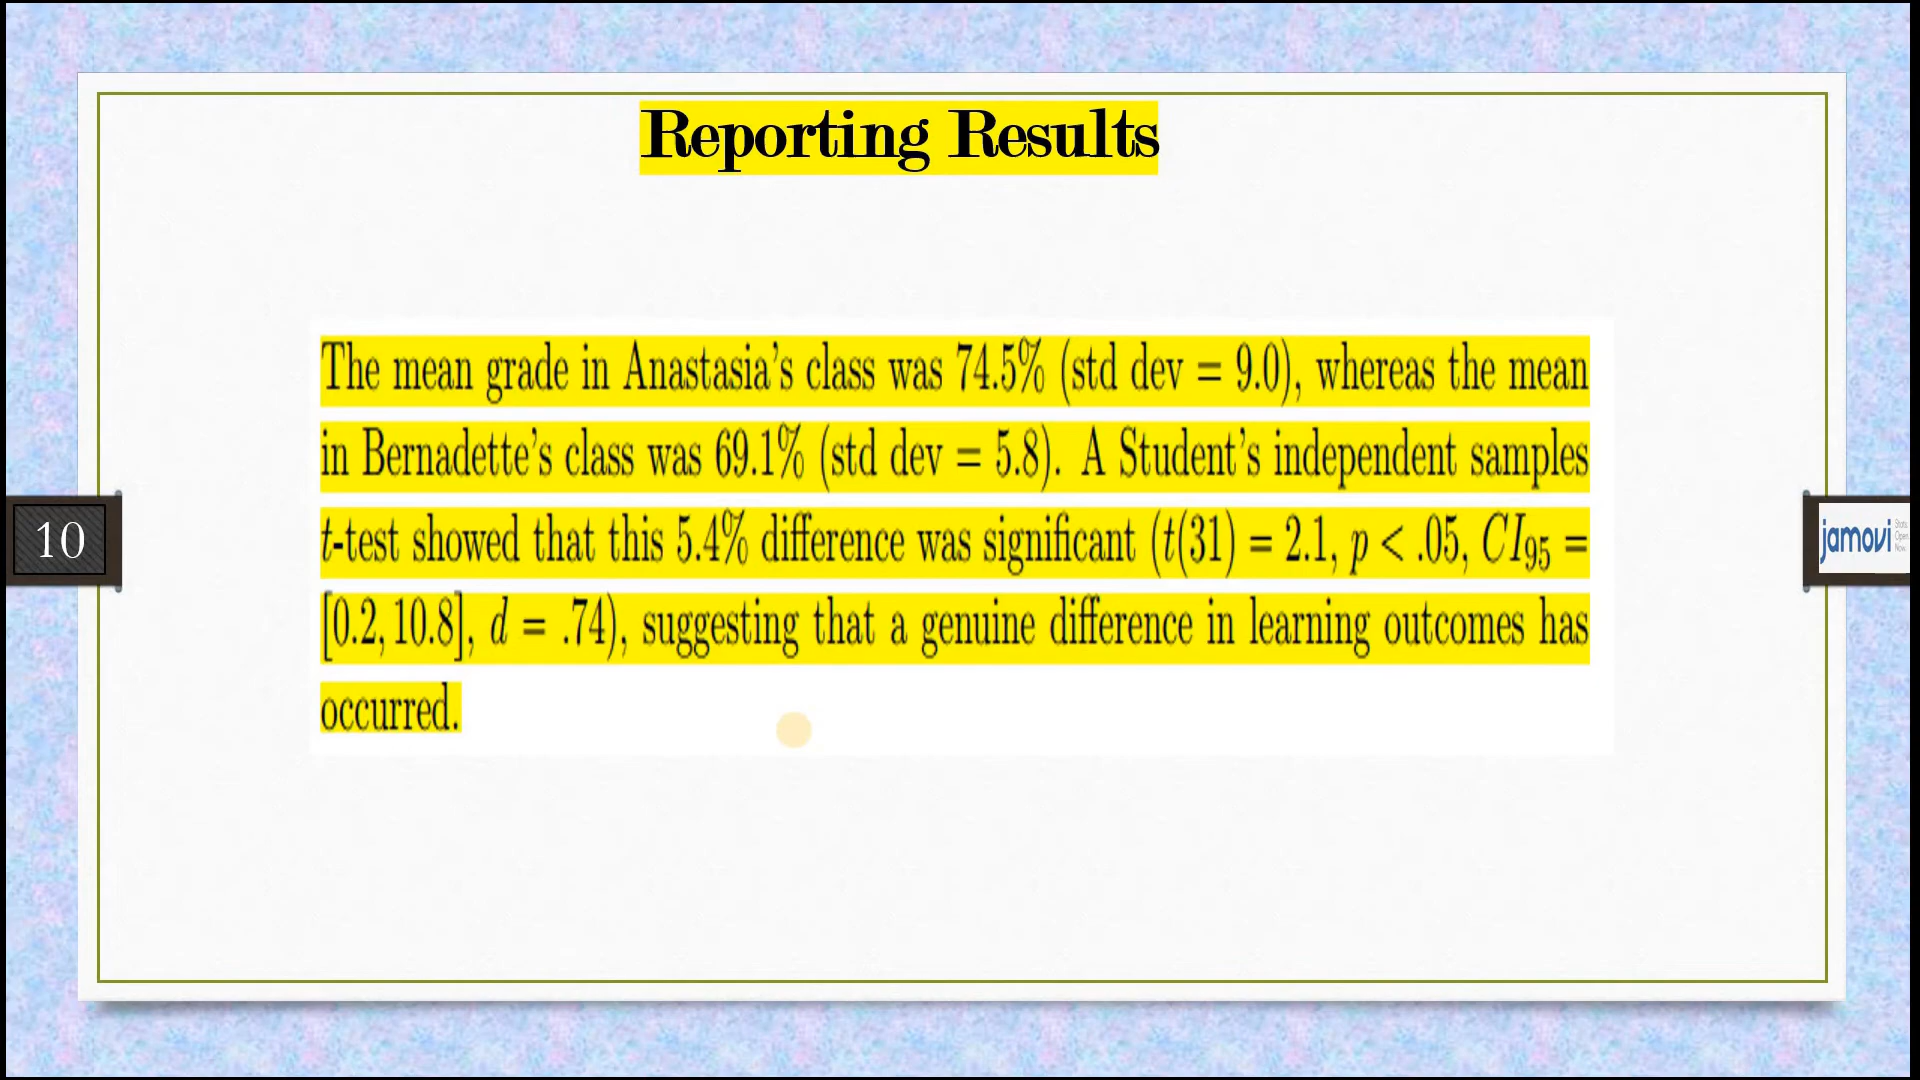 Reporting Results
The mean grade in Anastasia's class was 74.5% (std dev = 9.0), whereas the mean
in Bernadette's class was 69.1% (std dev = 5.8). A Student's independent samples
t-test showed that this 5.4% difference was significant (t(31) = 2.1, p < .05, CI95 =
[0.2, 10.8], d = .74), suggesting that a genuine difference in learning outcomes has
occurred.
10
jamovi